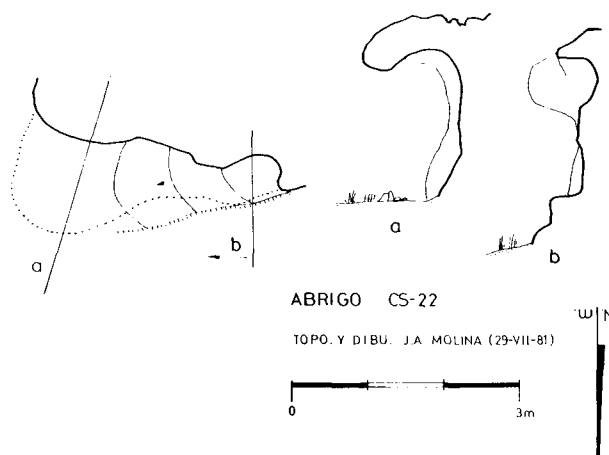 a
b
a
b
ABRIGO CS-22
TOPO. Y DIBU. J.A MOLINA (29-VII-81)
0 3m
N.M.